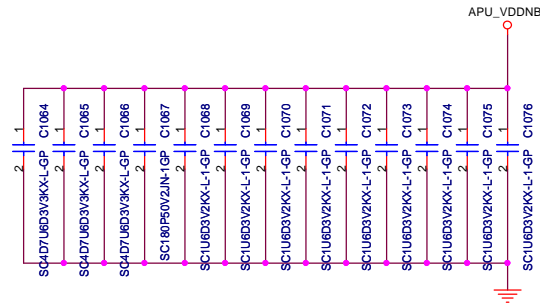 APU_VDDNB
1
2
C1064
SC4D7U6D3V3KX-L-GP
1
2
C1065
SC4D7U6D3V3KX-L-GP
1
2
C1066
SC4D7U6D3V3KX-L-GP
1
2
C1067
SC180P50V2JN-1GP
1
2
C1068
SC1U6D3V2KX-L-1-GP
1
2
C1069
SC1U6D3V2KX-L-1-GP
1
2
C1070
SC1U6D3V2KX-L-1-GP
1
2
C1071
SC1U6D3V2KX-L-1-GP
1
2
C1072
SC1U6D3V2KX-L-1-GP
1
2
C1073
SC1U6D3V2KX-L-1-GP
1
2
C1074
SC1U6D3V2KX-L-1-GP
1
2
C1075
SC1U6D3V2KX-L-1-GP
1
2
C1076
SC1U6D3V2KX-L-1-GP